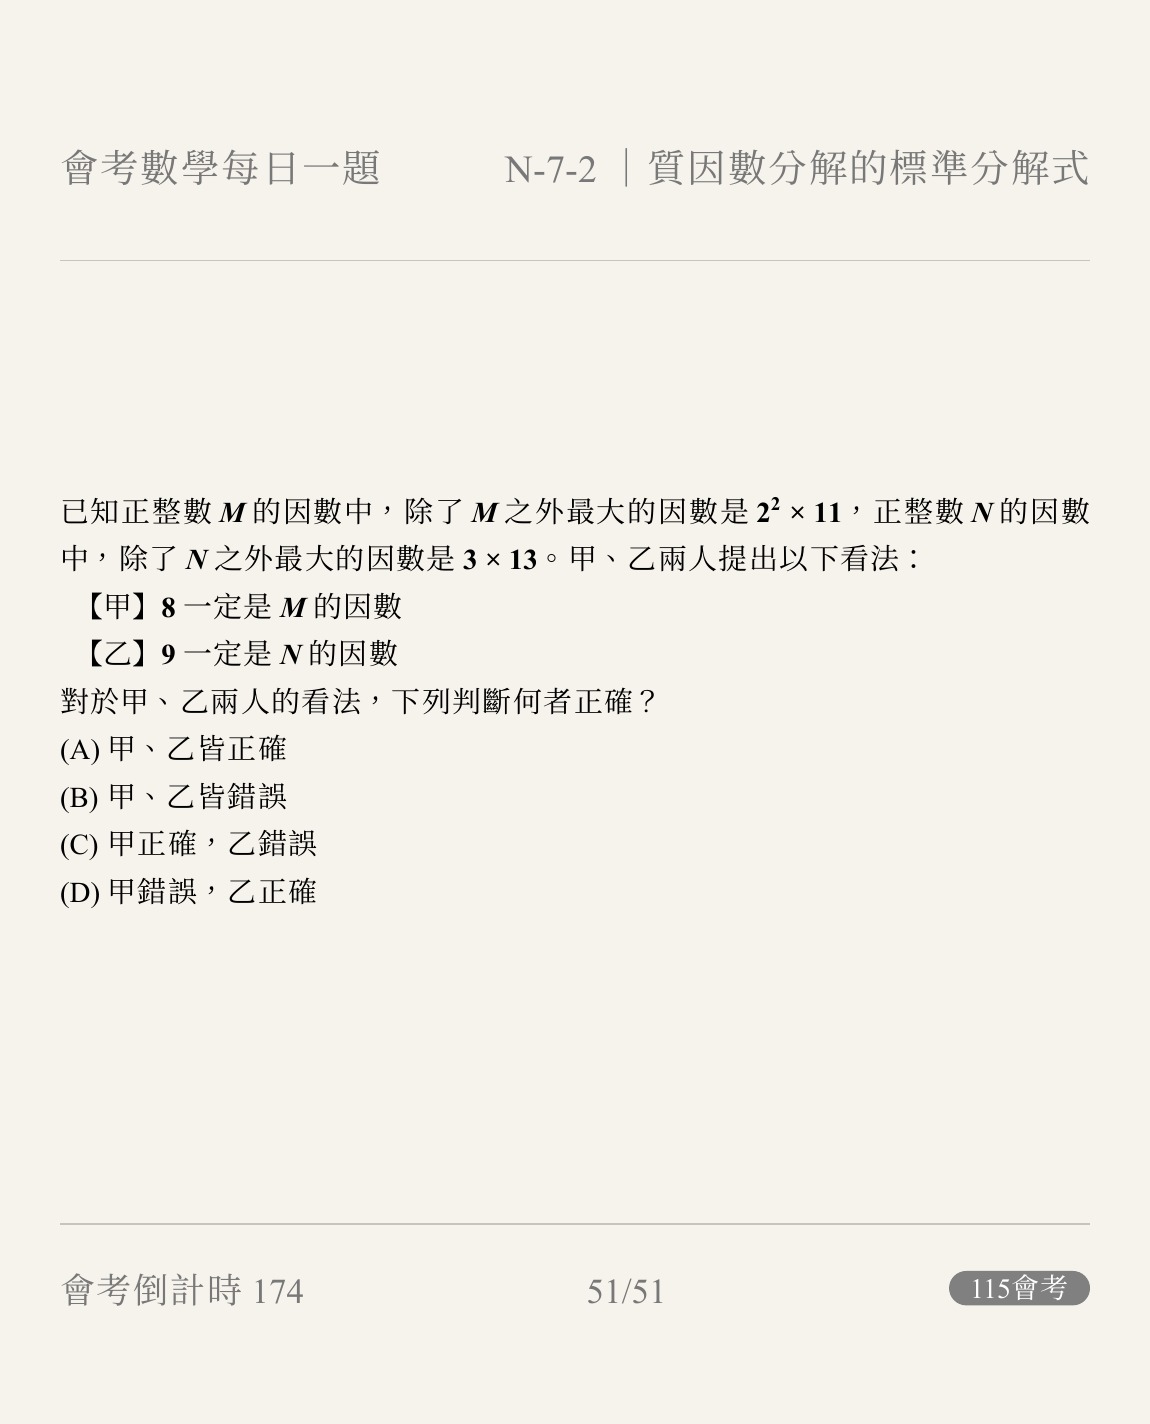 會考數學每日一題
N-7-2｜質因數分解的標準分解式
已知正整數 M 的因數中，除了 M 之外最大的因數是 2² × 11，正整數 N 的因數
中，除了 N 之外最大的因數是 3 × 13。甲、乙兩人提出以下看法：
【甲】8 一定是 M 的因數
【乙】9 一定是 N 的因數
對於甲、乙兩人的看法，下列判斷何者正確？
(A) 甲、乙皆正確
(B) 甲、乙皆錯誤
(C) 甲正確，乙錯誤
(D) 甲錯誤，乙正確
會考倒計時 174
51/51
115會考